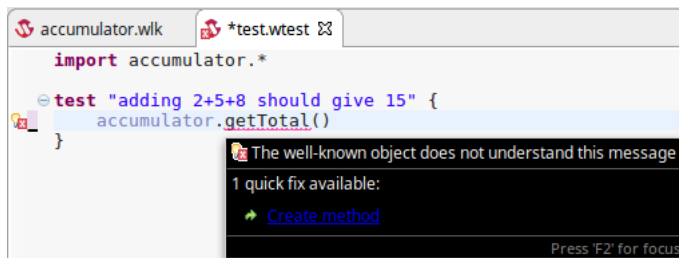 accumulator.wlk *test.wtest
import accumulator.*
test "adding 2+5+8 should give 15" {
accumulator.getTotal()
}
The well-known object does not understand this message
1 quick fix available:
Create method
Press 'F2' for focus